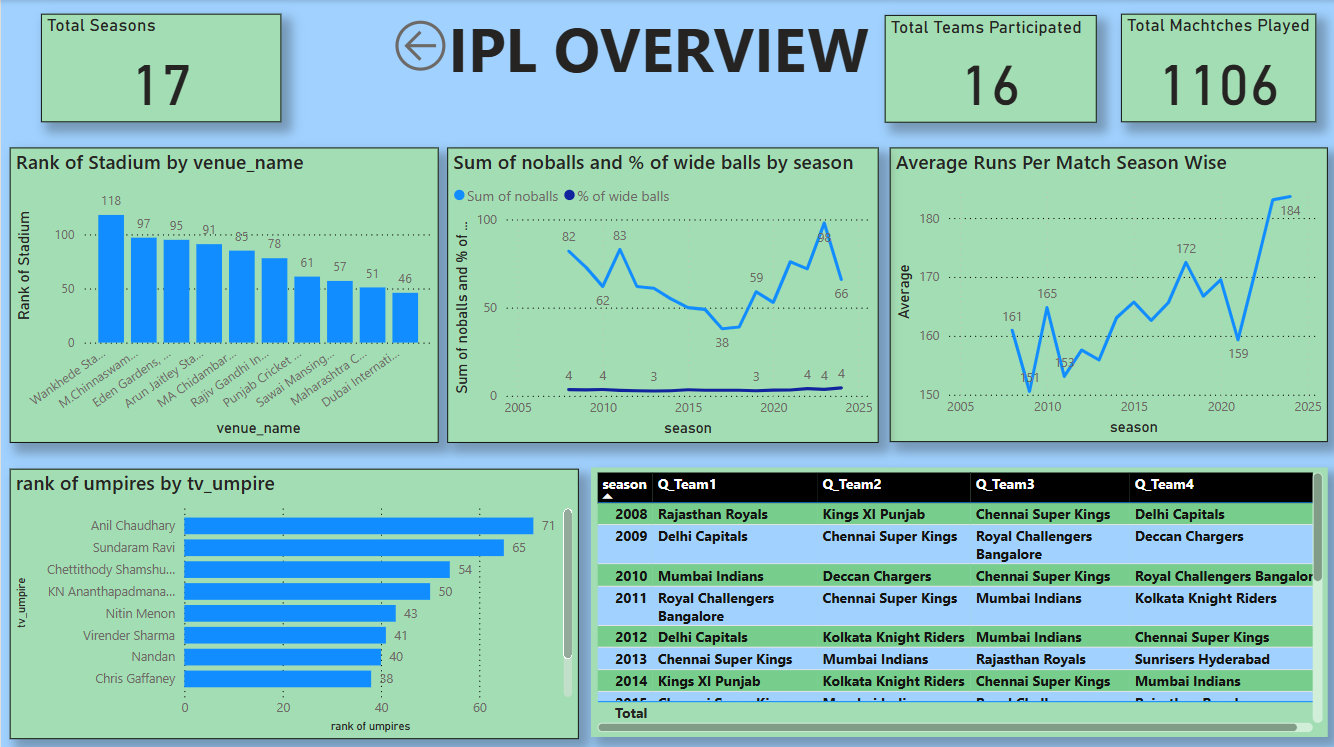 Total Seasons
17
IPL OVERVIEW
Total Teams Participated
16
Total Machtches Played
1106
Rank of Stadium by venue_name
Rank of Stadium
100
50
0
118
97
95
91
85
78
61
57
51
46
Wankhede Sta...
M.Chinnaswam...
Eden Gardens, ...
Arun Jaitley Sta...
MA Chidambar...
Rajiv Gandhi In...
Punjab Cricket ...
Sawai Mansing...
Maharashtra C...
Dubai Internati...
venue_name
Sum of noballs and % of wide balls by season
Sum of noballs % of wide balls
Sum of noballs and % of ...
100
50
0
82
62
83
38
59
98
66
4
4
3
3
4
4
4
2005 2010 2015 2020 2025
season
Average Runs Per Match Season Wise
Average
180
170
160
150
161
151
165
153
172
159
184
2005 2010 2015 2020 2025
season
rank of umpires by tv_umpire
tv_umpire
Anil Chaudhary 71
Sundaram Ravi 65
Chettithody Shamshu... 54
KN Ananthapadmana... 50
Nitin Menon 43
Virender Sharma 41
Nandan 40
Chris Gaffaney 38
0 20 40 60
rank of umpires
season Q_Team1 Q_Team2 Q_Team3 Q_Team4
2008 Rajasthan Royals Kings XI Punjab Chennai Super Kings Delhi Capitals
2009 Delhi Capitals Chennai Super Kings Royal Challengers Bangalore Deccan Chargers
2010 Mumbai Indians Deccan Chargers Chennai Super Kings Royal Challengers Bangalor
2011 Royal Challengers Bangalore Chennai Super Kings Mumbai Indians Kolkata Knight Riders
2012 Delhi Capitals Kolkata Knight Riders Mumbai Indians Chennai Super Kings
2013 Chennai Super Kings Mumbai Indians Rajasthan Royals Sunrisers Hyderabad
2014 Kings XI Punjab Kolkata Knight Riders Chennai Super Kings Mumbai Indians
Total